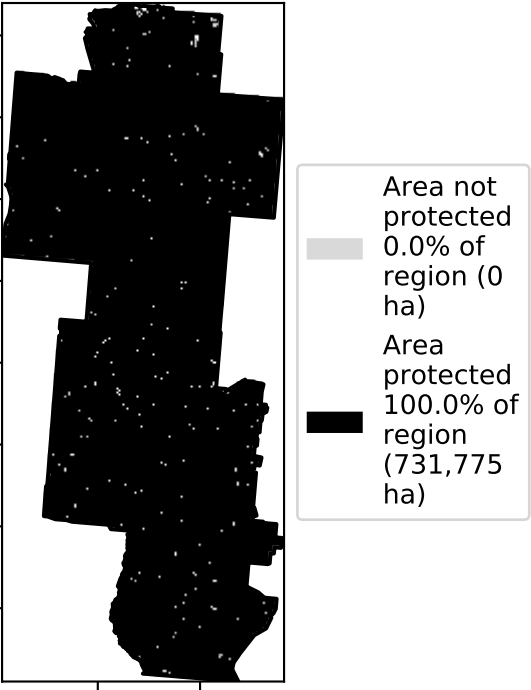 Area not
protected
0.0% of
region (0
ha)
Area
protected
100.0% of
region
(731,775
ha)